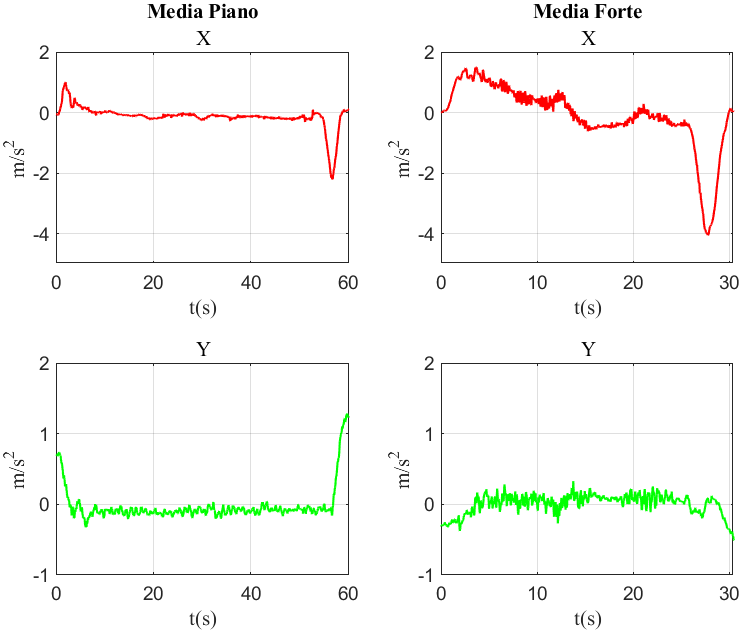 Media Piano
X
2
0
-2
-4
m/s²
0 20 40 60
t(s)
Media Forte
X
2
0
-2
-4
m/s²
0 10 20 30
t(s)
Y
2
1
0
-1
m/s²
0 20 40 60
t(s)
Y
2
1
0
-1
m/s²
0 10 20 30
t(s)